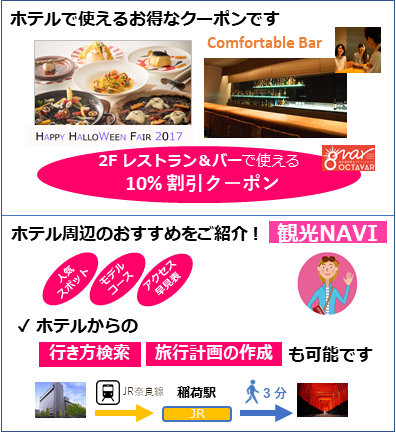 ホテルで使えるお得なクーポンです
Comfortable Bar
HAPPY HALLOWEEN FAIR 2017
2F レストラン&バーで使える
10% 割引クーポン
var
OCTAVAR
ホテル周辺のおすすめをご紹介！ 観光NAVI
人気
スポット
モデル
コース
アクセス
早見表
✓ ホテルからの
行き方検索 旅行計画の作成 も可能です
JR奈良線 稲荷駅 3 分
JR